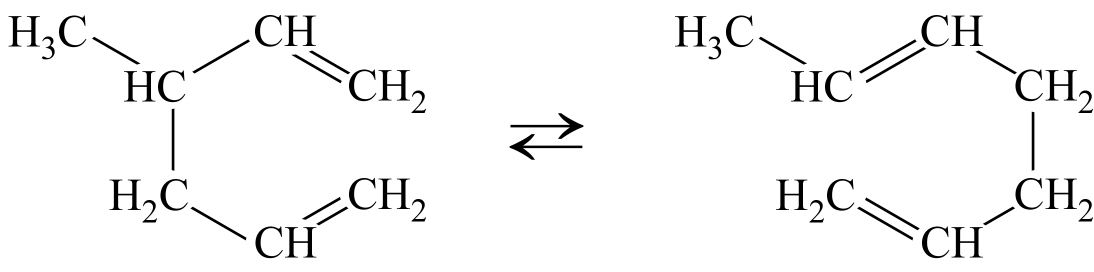 H₃C CH H₃C CH
HC CH₂ HC CH₂
H₂C CH₂ H₂C CH₂
CH CH